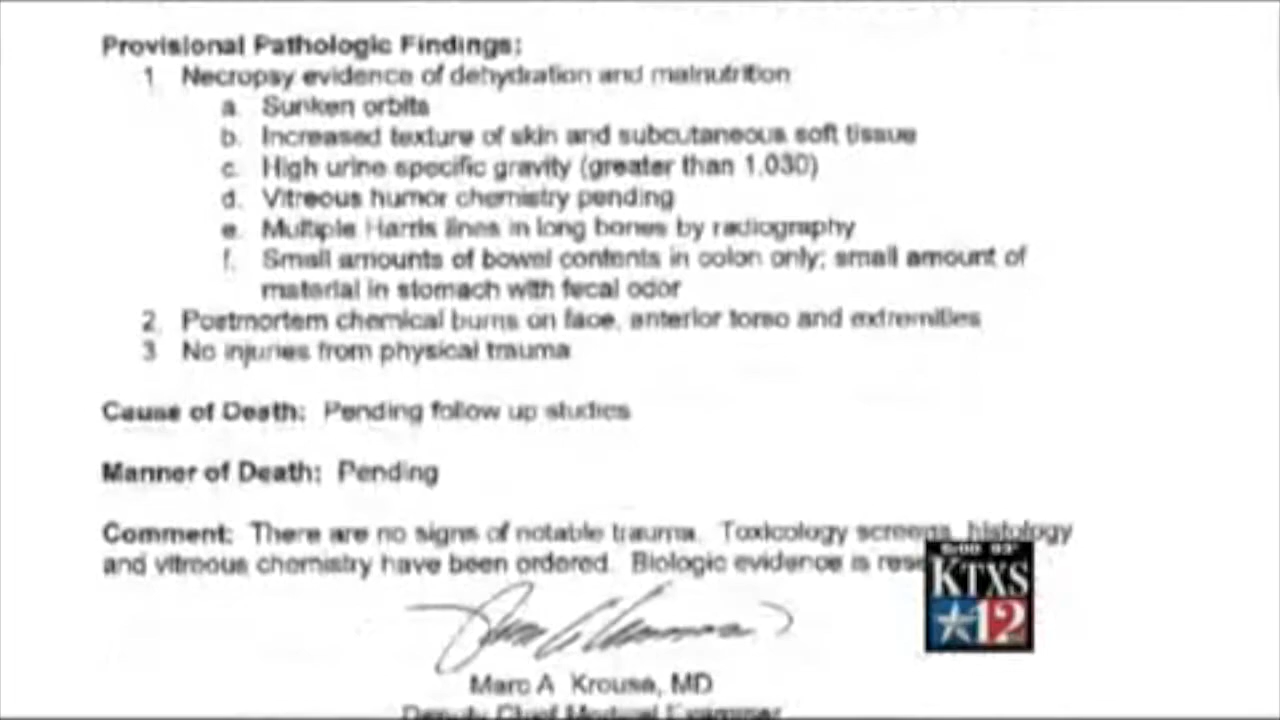 Provisional Pathologic Findings:
1. Necropsy evidence of dehydration and malnutrition
a. Sunken orbits
b. Increased texture of skin and subcutaneous soft tissue
c. High urine specific gravity (greater than 1.030)
d. Vitreous humor chemistry pending
e. Multiple Harris lines in long bones by radiography
f. Small amounts of bowel contents in colon only; small amount of
material in stomach with fecal odor
2. Postmortem chemical burns on face, anterior torso and extremities
3 No injuries from physical trauma
Cause of Death: Pending follow up studies
Manner of Death: Pending
Comment: There are no signs of notable trauma. Toxicology screens, histology
and vitreous chemistry have been ordered. Biologic evidence is
Marc A Krouse, MD
Deputy Chief Medical Examiner
KTXS
12